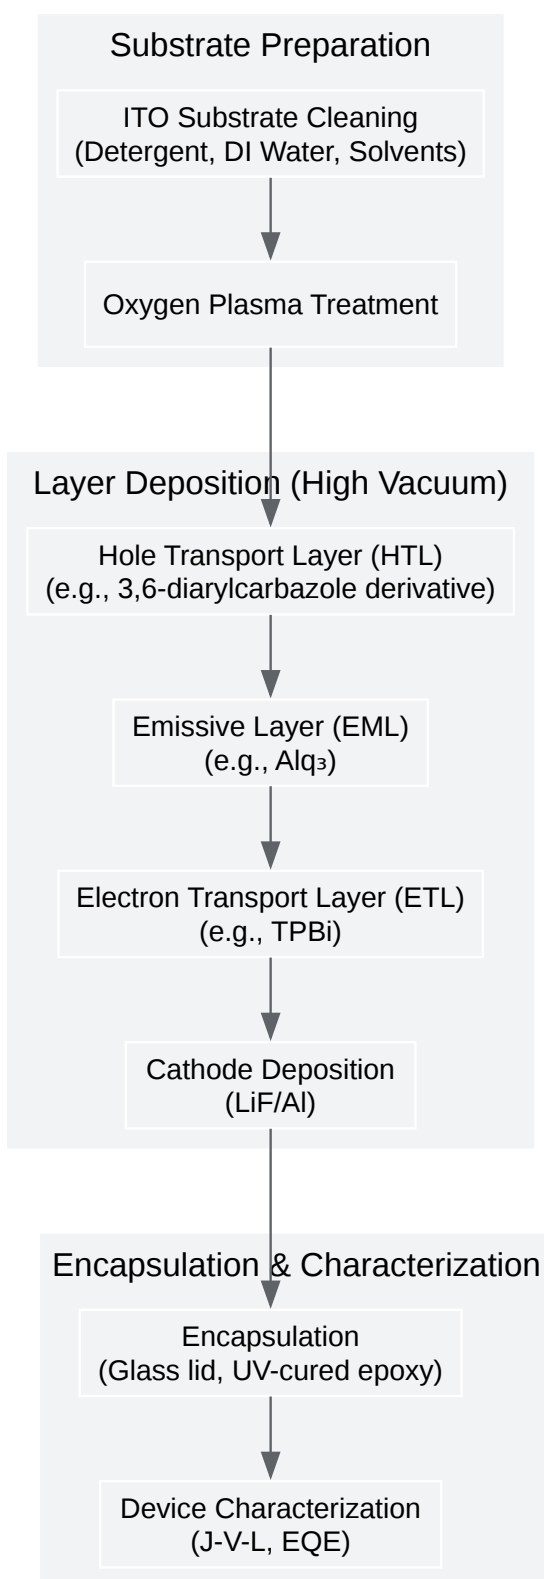 Substrate Preparation
ITO Substrate Cleaning
(Detergent, DI Water, Solvents)
Oxygen Plasma Treatment
Layer Deposition (High Vacuum)
Hole Transport Layer (HTL)
(e.g., 3,6-diarylcarbazole derivative)
Emissive Layer (EML)
(e.g., Alq₃)
Electron Transport Layer (ETL)
(e.g., TPBi)
Cathode Deposition
(LiF/Al)
Encapsulation & Characterization
Encapsulation
(Glass lid, UV-cured epoxy)
Device Characterization
(J-V-L, EQE)